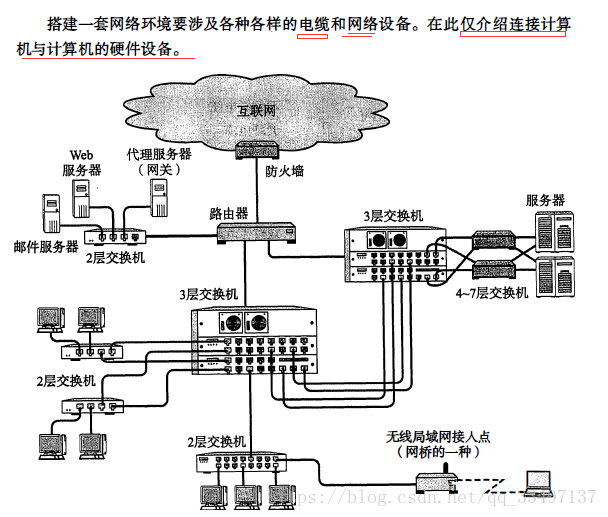 搭建一套网络环境要涉及各种各样的电缆和网络设备。在此仅介绍连接计算
机与计算机的硬件设备。
互联网
防火墙
Web
服务器
代理服务器
（网关）
邮件服务器
2层交换机
路由器
3层交换机
服务器
4~7层交换机
3层交换机
2层交换机
2层交换机
无线局域网接入点
（网桥的一种）
https://blog.csdn.net/qq_35497137